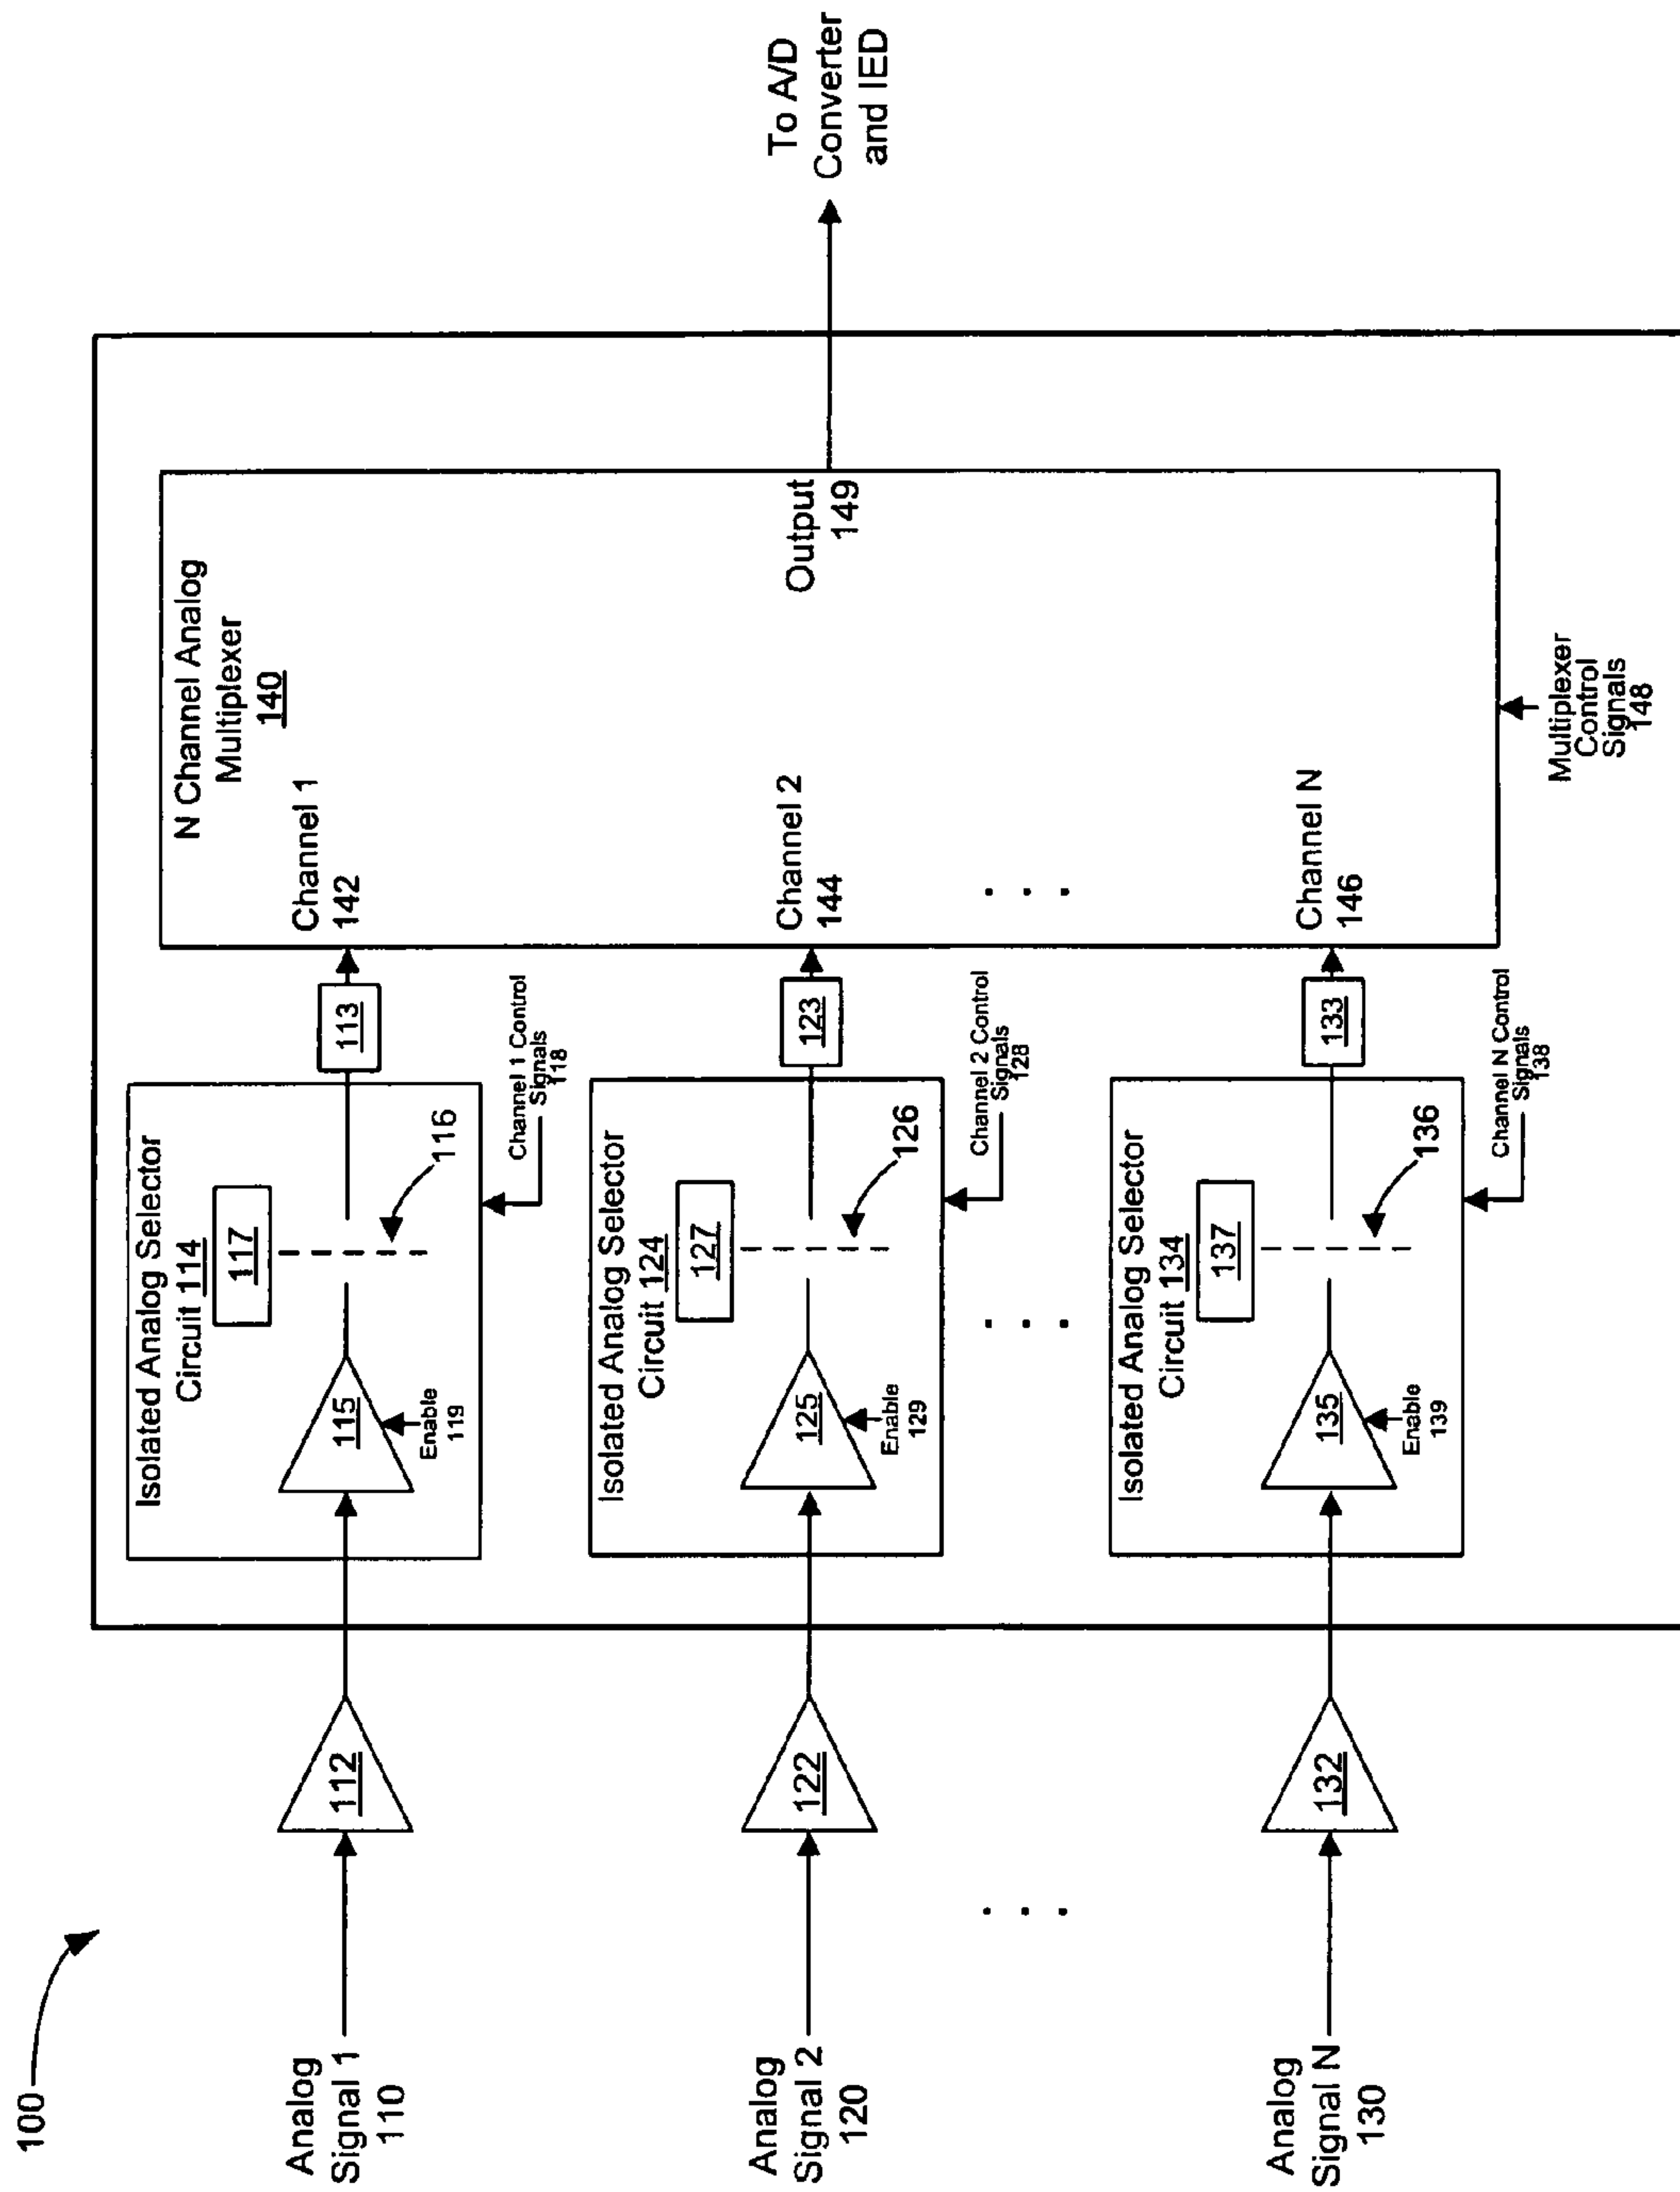 100
Analog
Signal 1
110
112
Isolated Analog Selector
Circuit 114
115
Enable
119
117
116
Channel 1 Control
Signals
118
113
Analog
Signal 2
120
122
Isolated Analog Selector
Circuit 124
125
Enable
129
127
126
Channel 2 Control
Signals
128
123
. . .
. . .
Analog
Signal N
130
132
Isolated Analog Selector
Circuit 134
135
Enable
139
137
136
Channel N Control
Signals
138
133
N Channel Analog
Multiplexer
140
Channel 1
142
Channel 2
144
. . .
Channel N
146
Output
149
Multiplexer
Control
Signals
148
To A/D
Converter
and IED